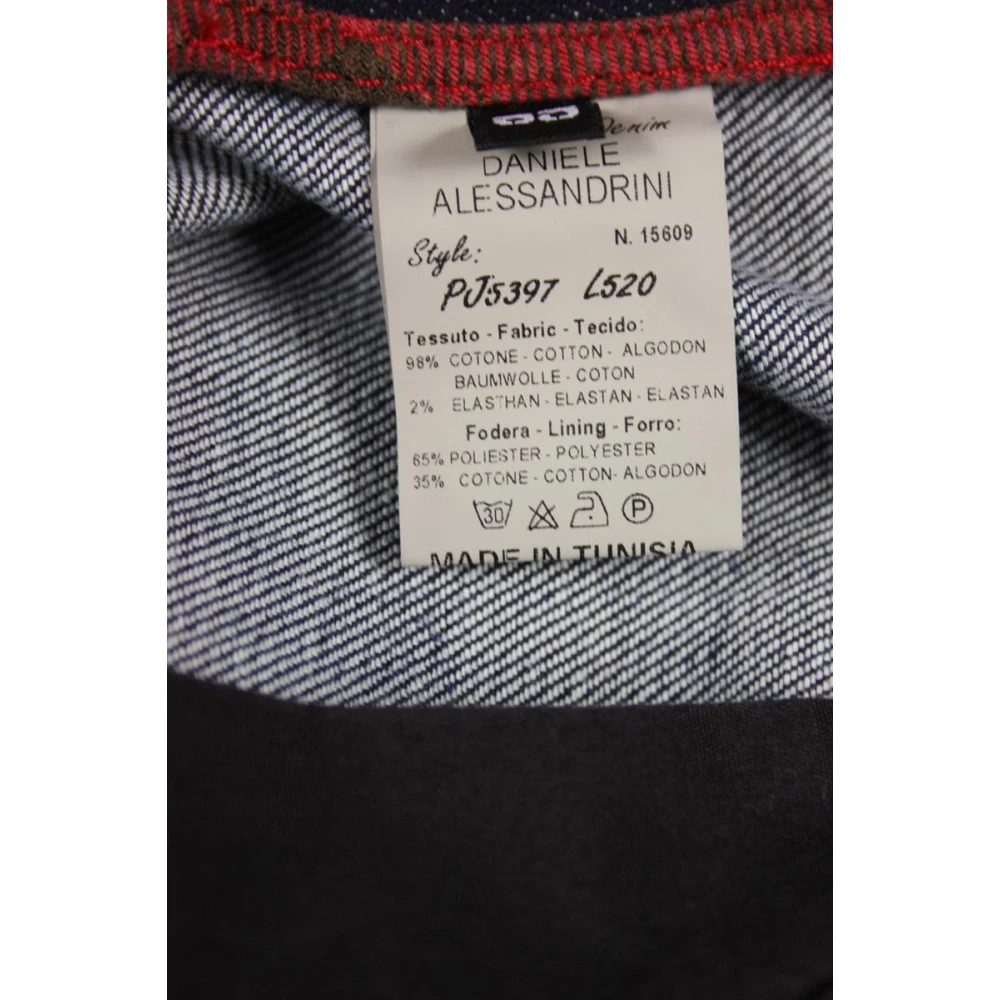 Denim
DANIELE
ALESSANDRINI
N. 15609
Style:
PJ5397 L520
Tessuto - Fabric - Tecido:
98% COTONE - COTTON - ALGODON
BAUMWOLLE - COTON
2% ELASTHAN - ELASTAN - ELASTAN
Fodera - Lining - Forro:
65% POLIESTER - POLYESTER
35% COTONE - COTTON - ALGODON
30 P
MADE IN TUNISIA